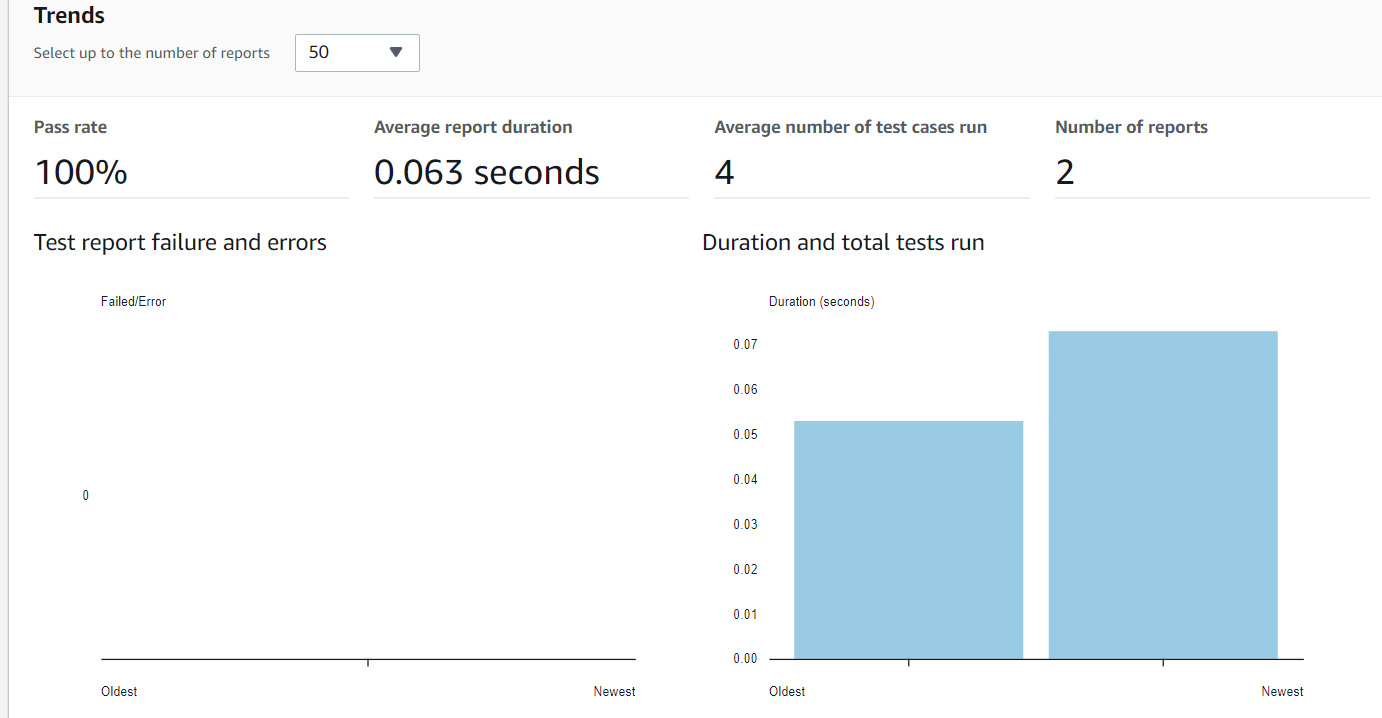 Trends
Select up to the number of reports 50
Pass rate
100%
Average report duration
0.063 seconds
Average number of test cases run
4
Number of reports
2
Test report failure and errors
Failed/Error
0
Oldest Newest
Duration and total tests run
Duration (seconds)
0.07
0.06
0.05
0.04
0.03
0.02
0.01
0.00
Oldest Newest